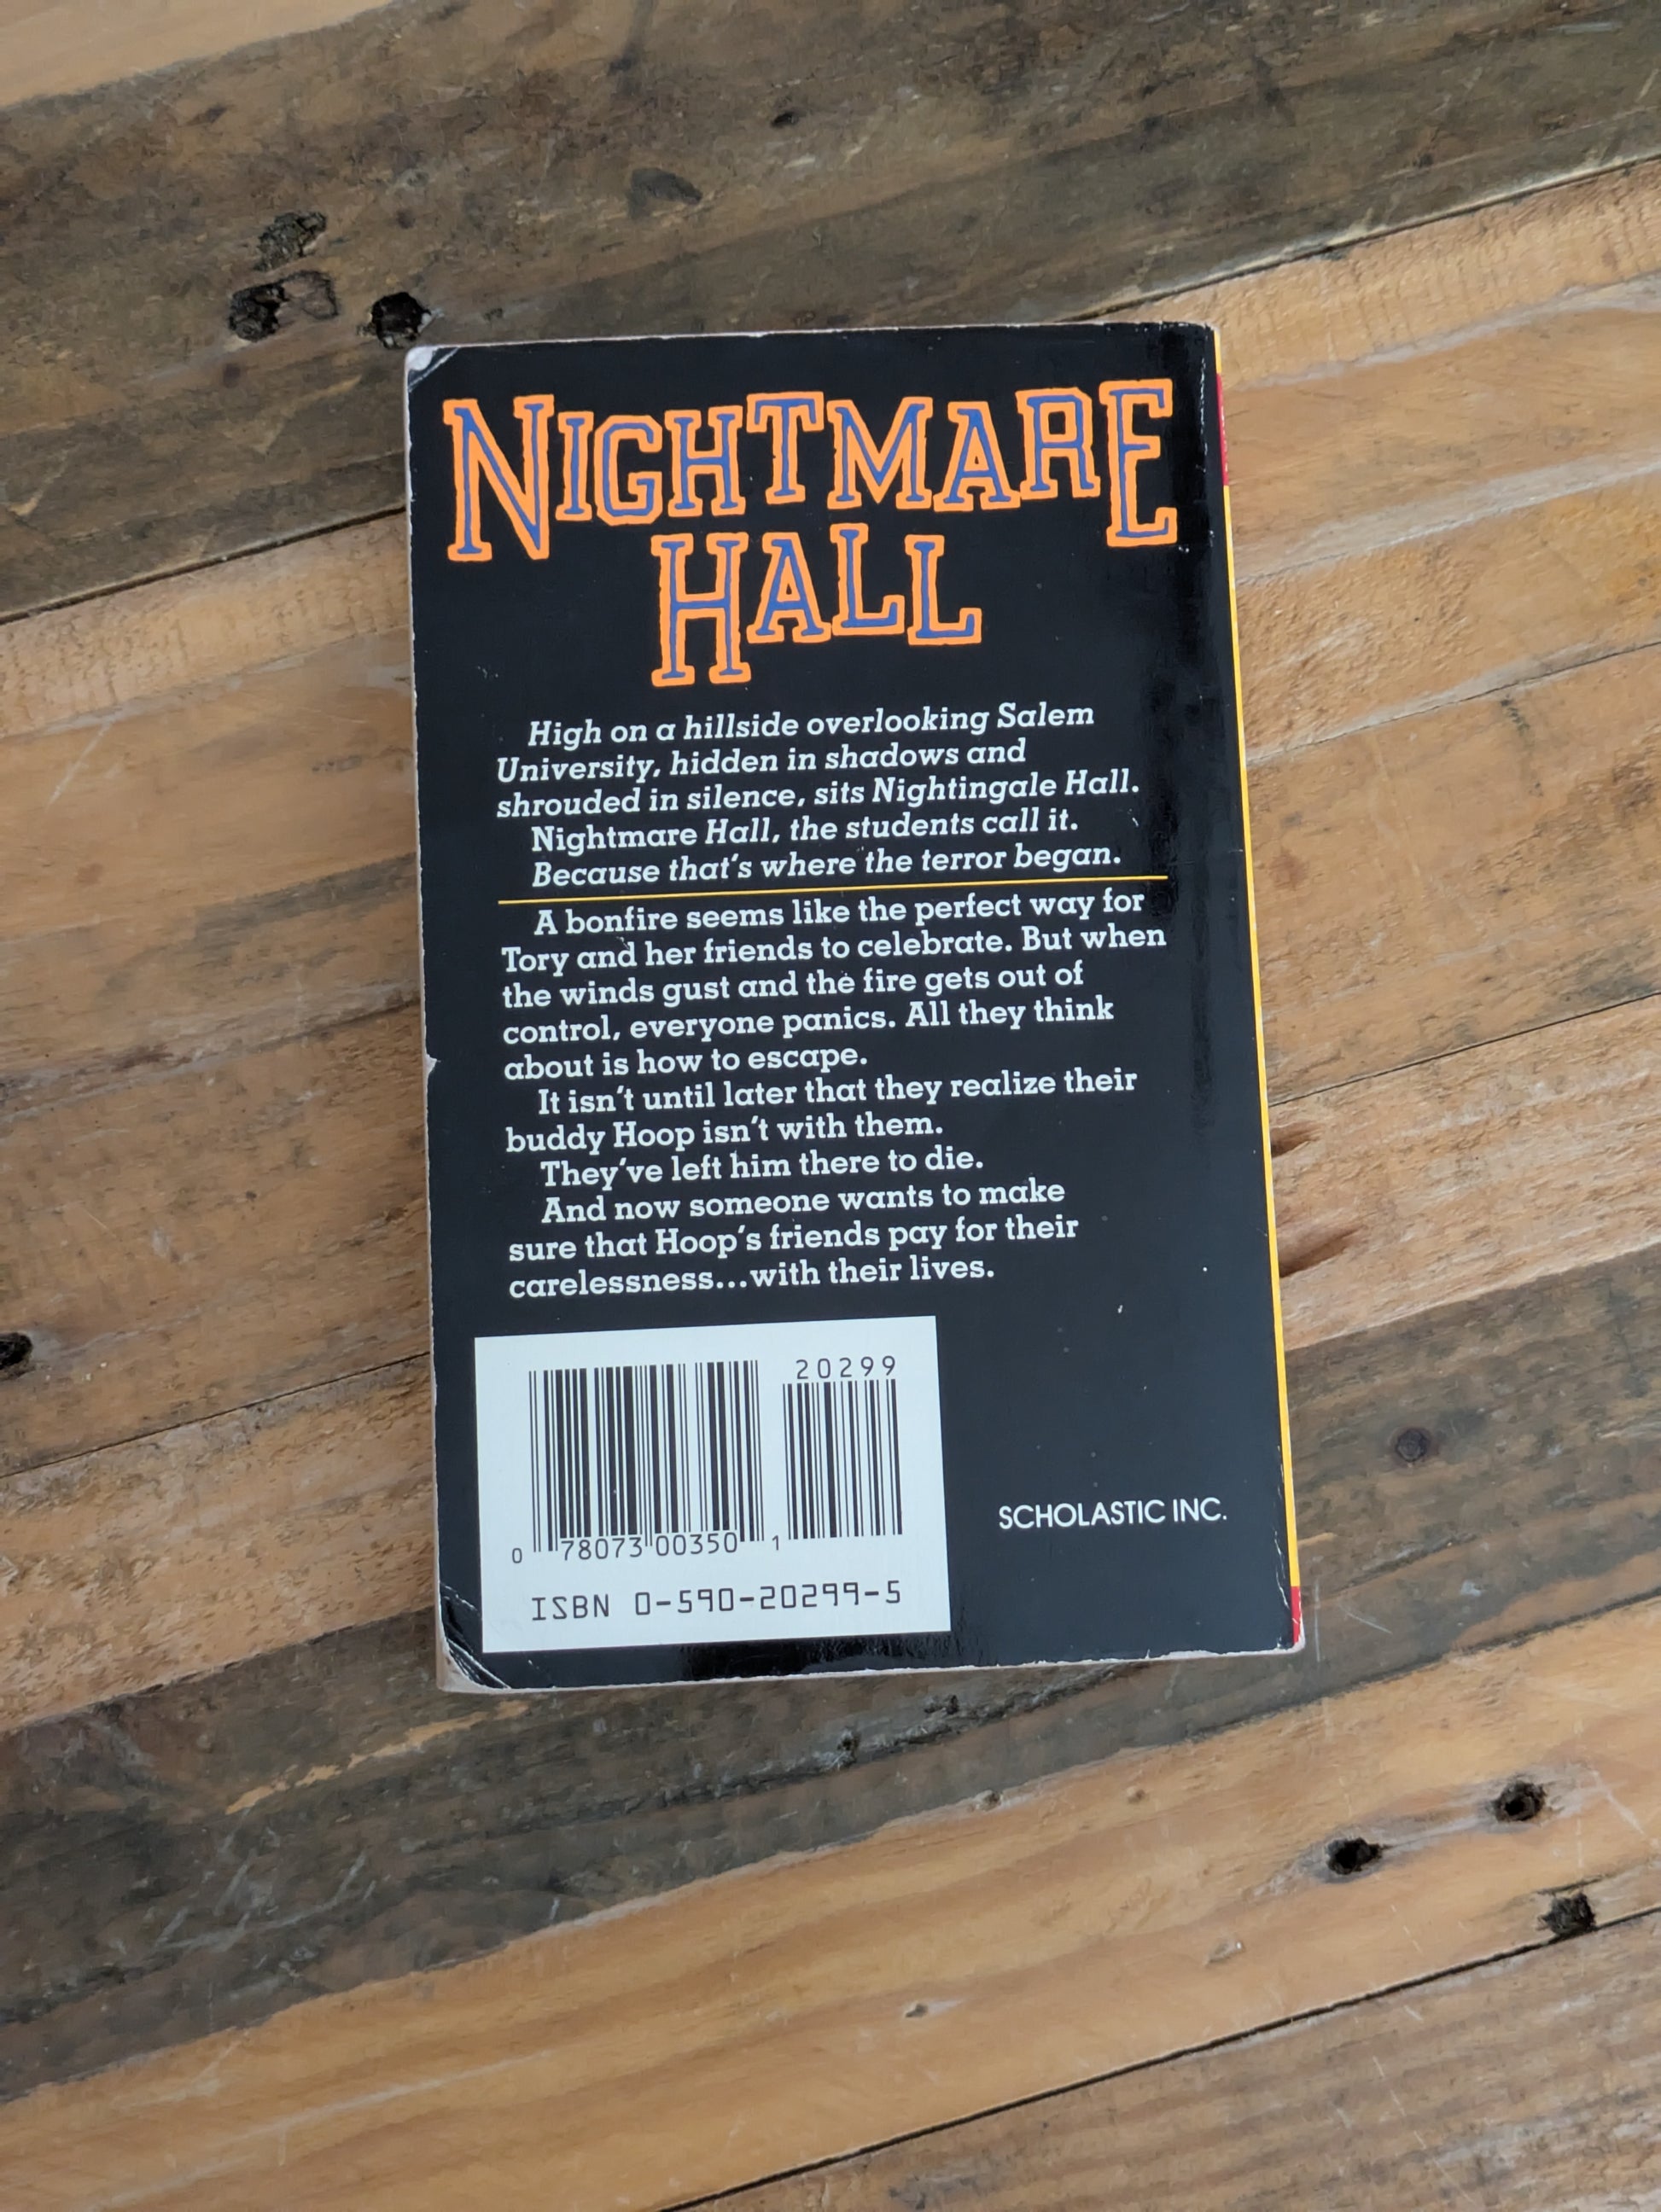 NIGHTMARE
HALL
High on a hillside overlooking Salem
University, hidden in shadows and
shrouded in silence, sits Nightingale Hall.
Nightmare Hall, the students call it.
Because that's where the terror began.
A bonfire seems like the perfect way for
Tory and her friends to celebrate. But when
the winds gust and the fire gets out of
control, everyone panics. All they think
about is how to escape.
It isn't until later that they realize their
buddy Hoop isn't with them.
They've left him there to die.
And now someone wants to make
sure that Hoop's friends pay for their
carelessness...with their lives.
20299
0 78073 00350 1
ISBN 0-590-20299-5
SCHOLASTIC INC.